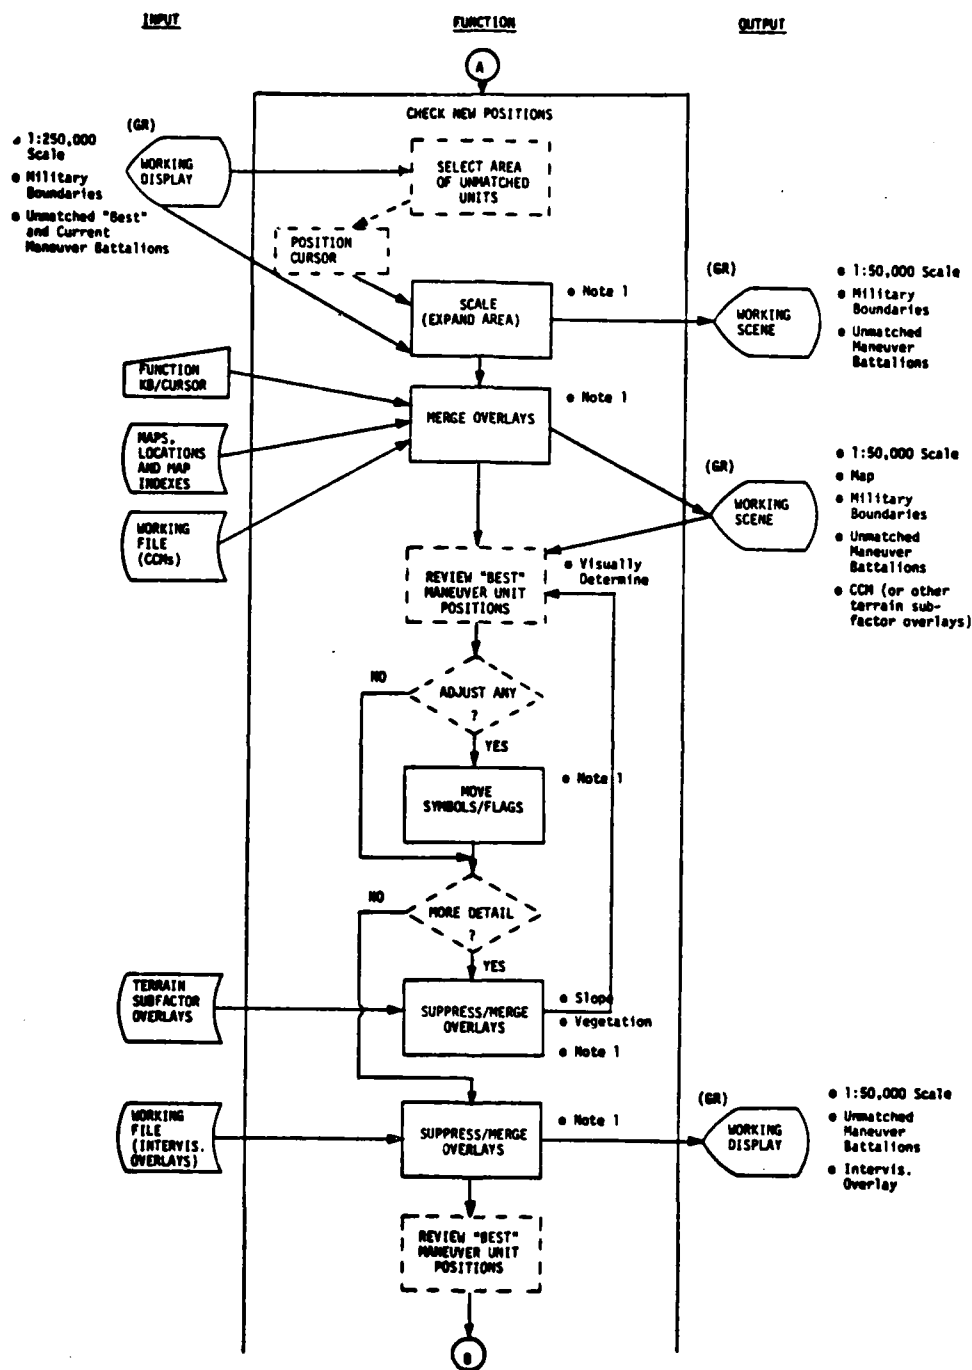 INPUT
FUNCTION
OUTPUT
A
CHECK NEW POSITIONS
(GR)
1:250,000
Scale
Military
Boundaries
Unmatched "Best"
and Current
Maneuver Battalions
WORKING
DISPLAY
SELECT AREA
OF UNMATCHED
UNITS
POSITION
CURSOR
SCALE
(EXPAND AREA)
Note 1
(GR)
WORKING
SCENE
1:50,000 Scale
Military
Boundaries
Unmatched
Maneuver
Battalions
FUNCTION
KB/CURSOR
MERGE OVERLAYS
Note 1
MAPS,
LOCATIONS
AND MAP
INDEXES
WORKING
FILE
(CCMs)
(GR)
WORKING
SCENE
1:50,000 Scale
Map
Military
Boundaries
Unmatched
Maneuver
Battalions
CCM (or other
terrain sub-
factor overlays)
REVIEW "BEST"
MANEUVER UNIT
POSITIONS
Visually
Determine
NO
ADJUST ANY
?
YES
MOVE
SYMBOLS/FLAGS
Note 1
NO
MORE DETAIL
?
YES
TERRAIN
SUBFACTOR
OVERLAYS
SUPPRESS/MERGE
OVERLAYS
Slope
Vegetation
Note 1
WORKING
FILE
(INTERVIS.
OVERLAYS)
SUPPRESS/MERGE
OVERLAYS
Note 1
(GR)
WORKING
DISPLAY
1:50,000 Scale
Unmatched
Maneuver
Battalions
Intervis.
Overlay
REVIEW "BEST"
MANEUVER UNIT
POSITIONS
B